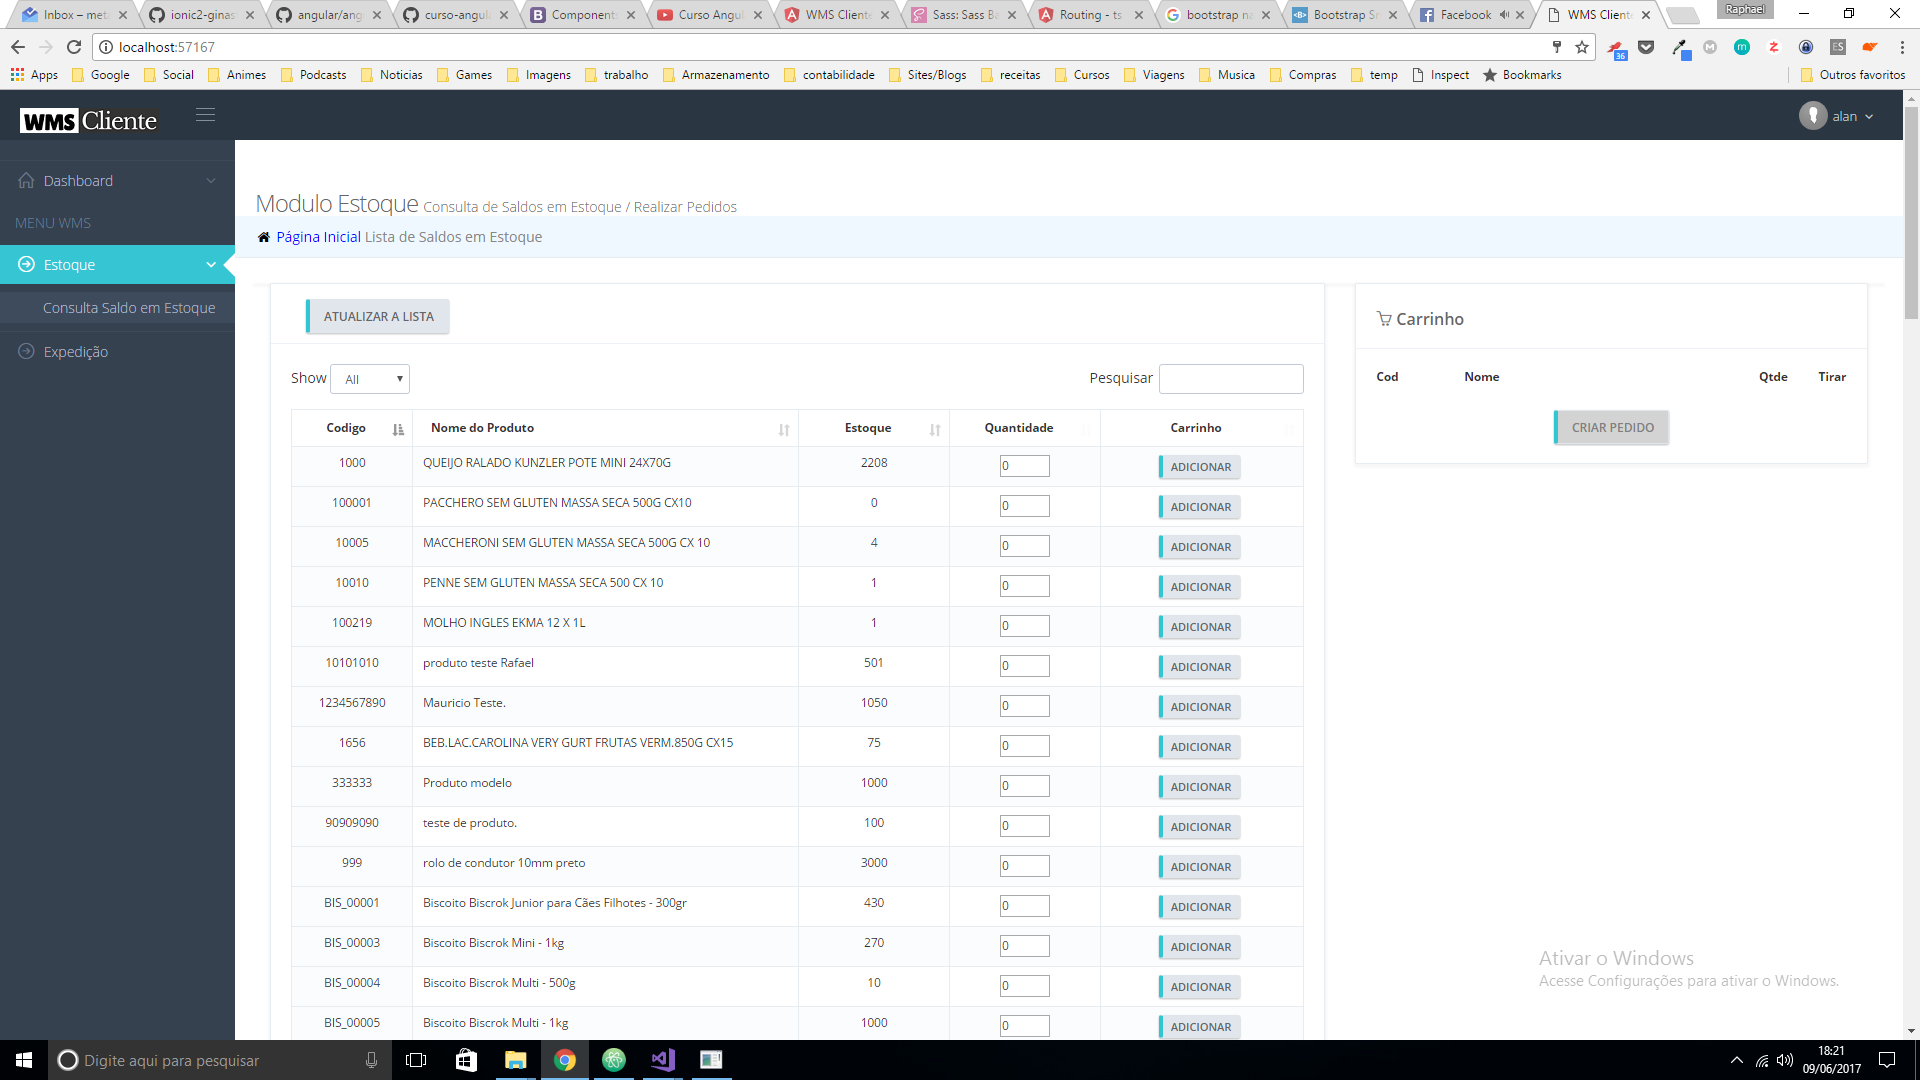 Inbox – meta
ionic2-ginas
angular/ang
curso-angul
Component
Curso Angul
WMS Cliente
Sass: Sass Ba
Routing - ts
bootstrap na
Bootstrap Sn
Facebook
WMS Cliente
Raphael
localhost:57167
36
ES
Apps Google Social Animes Podcasts Noticias Games Imagens trabalho Armazenamento contabilidade Sites/Blogs receitas Cursos Viagens Musica Compras temp Inspect Bookmarks Outros favoritos
WMS Cliente
alan
Dashboard
MENU WMS
Estoque
Consulta Saldo em Estoque
Expedição
Modulo Estoque Consulta de Saldos em Estoque / Realizar Pedidos
Página Inicial Lista de Saldos em Estoque
ATUALIZAR A LISTA
Show All
Pesquisar
Codigo Nome do Produto Estoque Quantidade Carrinho
1000 QUEIJO RALADO KUNZLER POTE MINI 24X70G 2208 0 ADICIONAR
100001 PACCHERO SEM GLUTEN MASSA SECA 500G CX10 0 0 ADICIONAR
10005 MACCHERONI SEM GLUTEN MASSA SECA 500G CX 10 4 0 ADICIONAR
10010 PENNE SEM GLUTEN MASSA SECA 500 CX 10 1 0 ADICIONAR
100219 MOLHO INGLES EKMA 12 X 1L 1 0 ADICIONAR
10101010 produto teste Rafael 501 0 ADICIONAR
1234567890 Mauricio Teste. 1050 0 ADICIONAR
1656 BEB.LAC.CAROLINA VERY GURT FRUTAS VERM.850G CX15 75 0 ADICIONAR
333333 Produto modelo 1000 0 ADICIONAR
90909090 teste de produto. 100 0 ADICIONAR
999 rolo de condutor 10mm preto 3000 0 ADICIONAR
BIS_00001 Biscoito Biscrok Junior para Cães Filhotes - 300gr 430 0 ADICIONAR
BIS_00003 Biscoito Biscrok Mini - 1kg 270 0 ADICIONAR
BIS_00004 Biscoito Biscrok Multi - 500g 10 0 ADICIONAR
BIS_00005 Biscoito Biscrok Multi - 1kg 1000 0 ADICIONAR
Carrinho
Cod Nome Qtde Tirar
CRIAR PEDIDO
Ativar o Windows
Acesse Configurações para ativar o Windows.
Digite aqui para pesquisar
18:21
09/06/2017